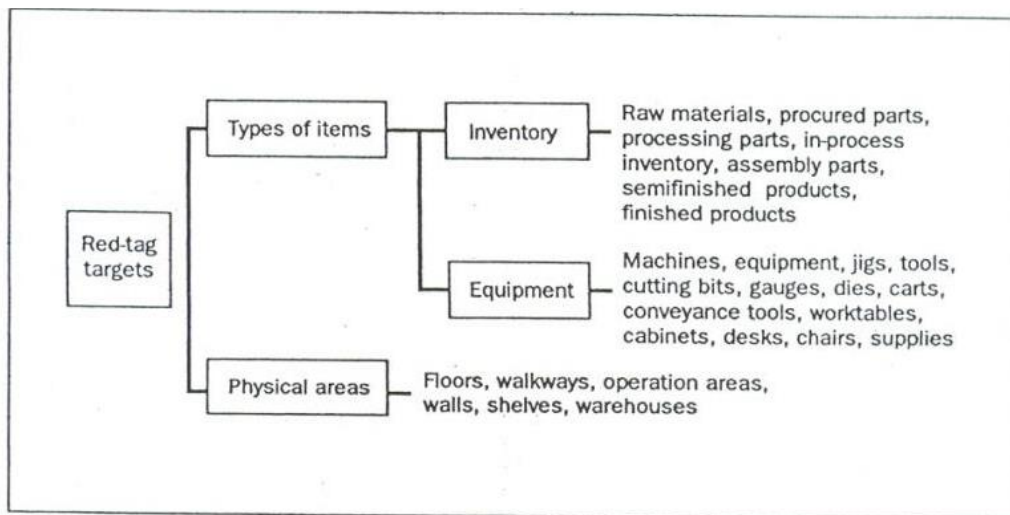 Types of items
Inventory
Raw materials, procured parts,
processing parts, in-process
inventory, assembly parts,
semifinished products,
finished products
Red-tag
targets
Equipment
Machines, equipment, jigs, tools,
cutting bits, gauges, dies, carts,
conveyance tools, worktables,
cabinets, desks, chairs, supplies
Physical areas
Floors, walkways, operation areas,
walls, shelves, warehouses